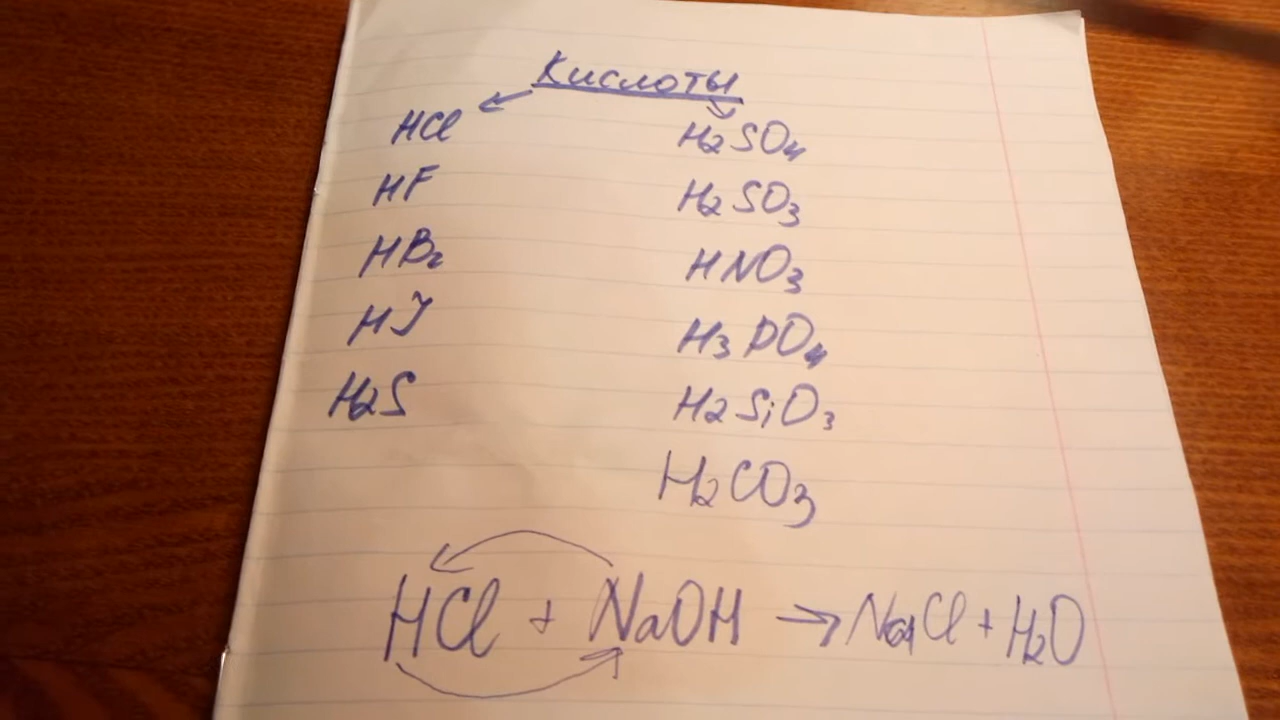 Кислоты
HCl H₂SO₄
HF H₂SO₃
HBr HNO₃
HJ H₃PO₄
H₂S H₂SiO₃
H₂CO₃
HCl + NaOH → NaCl + H₂O